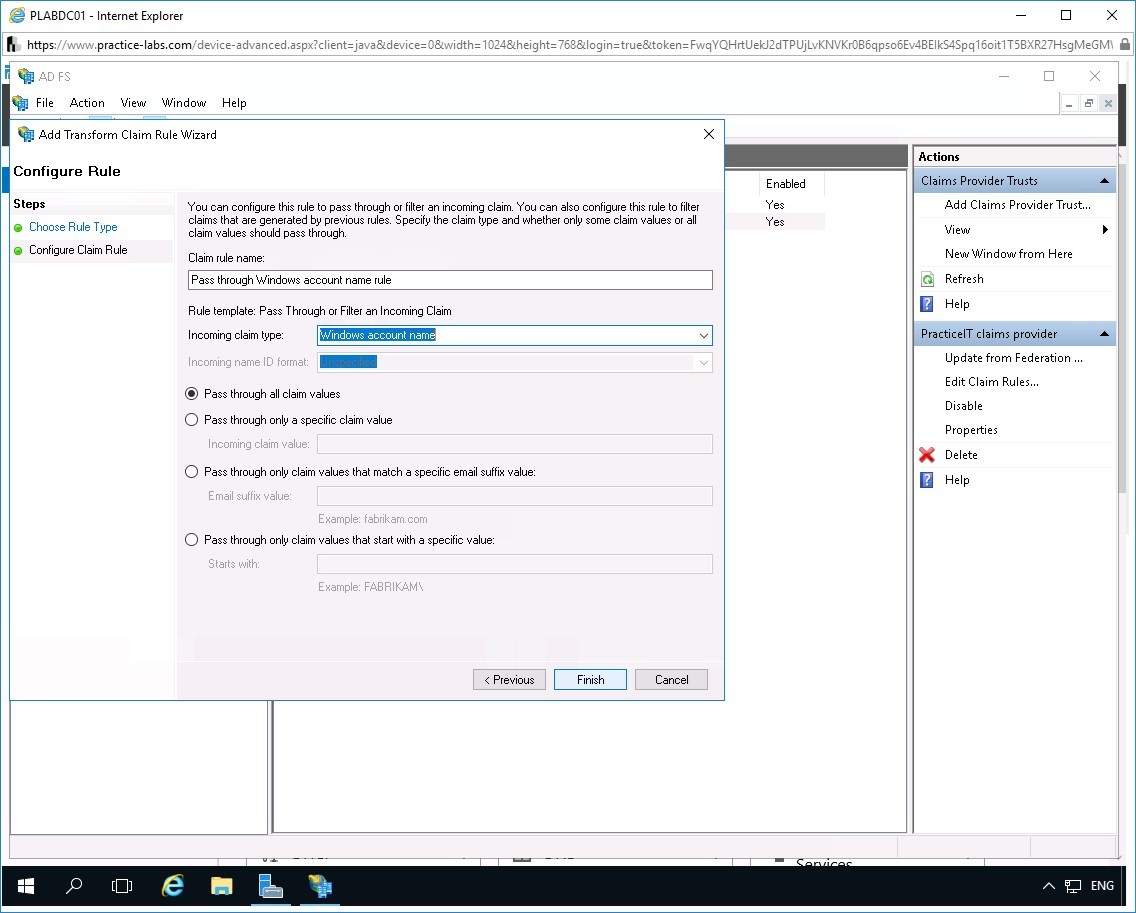 PLABDC01 - Internet Explorer
https://www.practice-labs.com/device-advanced.aspx?client=java&device=0&width=1024&height=768&login=true&token=FwqYQHrtUekJ2dTPUjLvKNVKr0B6qpso6Ev4BElkS4Spq16oit1T5BXR27HsgMeGM
AD FS
File Action View Window Help
Add Transform Claim Rule Wizard
Configure Rule
Steps
Choose Rule Type
Configure Claim Rule
You can configure this rule to pass through or filter an incoming claim. You can also configure this rule to filter
claims that are generated by previous rules. Specify the claim type and whether only some claim values or all
claim values should pass through.
Claim rule name:
Pass through Windows account name rule
Rule template: Pass Through or Filter an Incoming Claim
Incoming claim type: Windows account name
Incoming name ID format: Unspecified
Pass through all claim values
Pass through only a specific claim value
Incoming claim value:
Pass through only claim values that match a specific email suffix value:
Email suffix value:
Example: fabrikam.com
Pass through only claim values that start with a specific value:
Starts with:
Example: FABRIKAM\
< Previous Finish Cancel
Enabled
Yes
Yes
Actions
Claims Provider Trusts
Add Claims Provider Trust...
View
New Window from Here
Refresh
Help
PracticeIT claims provider
Update from Federation ...
Edit Claim Rules...
Disable
Properties
Delete
Help
Services
ENG